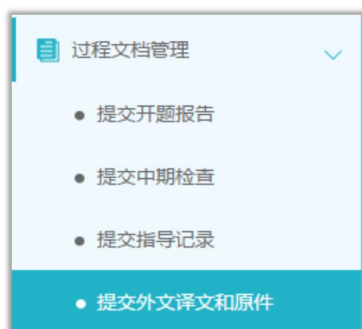 过程文档管理
提交开题报告
提交中期检查
提交指导记录
提交外文译文和原件